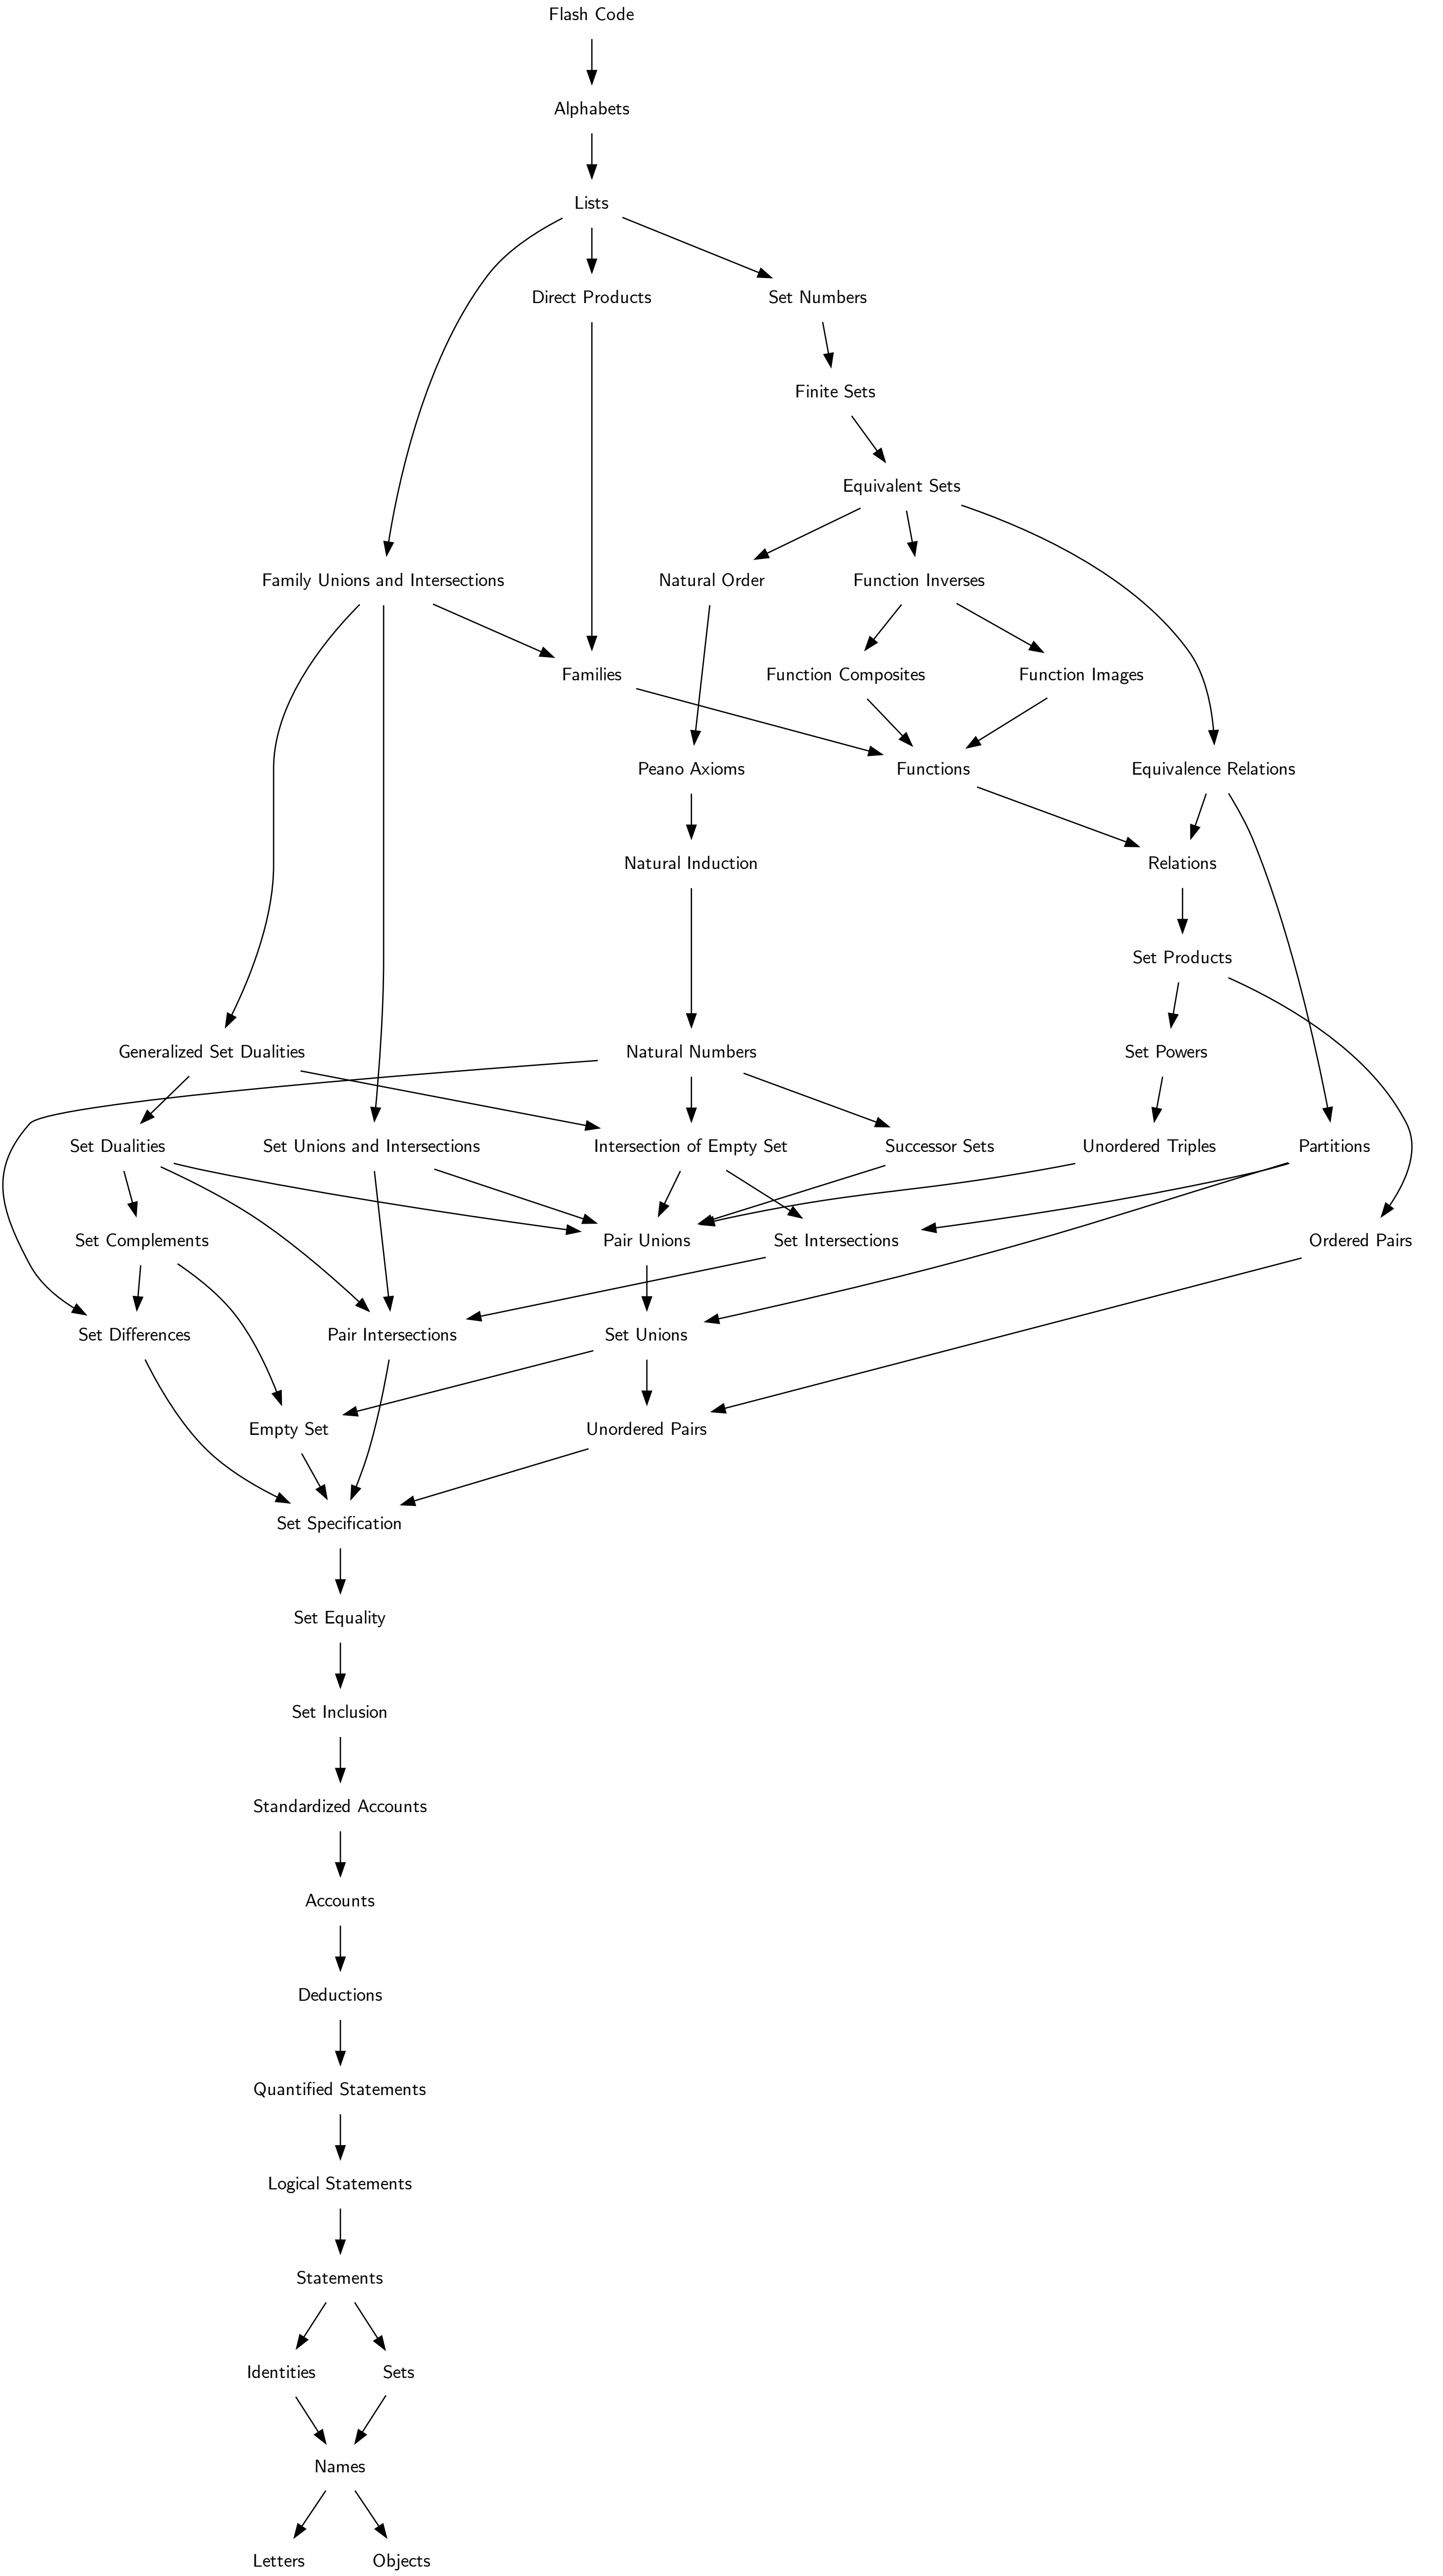 Flash Code
Alphabets
Lists
Direct Products
Set Numbers
Finite Sets
Equivalent Sets
Family Unions and Intersections
Natural Order
Function Inverses
Families
Function Composites
Function Images
Peano Axioms
Functions
Equivalence Relations
Natural Induction
Relations
Set Products
Generalized Set Dualities
Natural Numbers
Set Powers
Set Dualities
Set Unions and Intersections
Intersection of Empty Set
Successor Sets
Unordered Triples
Partitions
Set Complements
Pair Unions
Set Intersections
Ordered Pairs
Set Differences
Pair Intersections
Set Unions
Empty Set
Unordered Pairs
Set Specification
Set Equality
Set Inclusion
Standardized Accounts
Accounts
Deductions
Quantified Statements
Logical Statements
Statements
Identities
Sets
Names
Letters
Objects